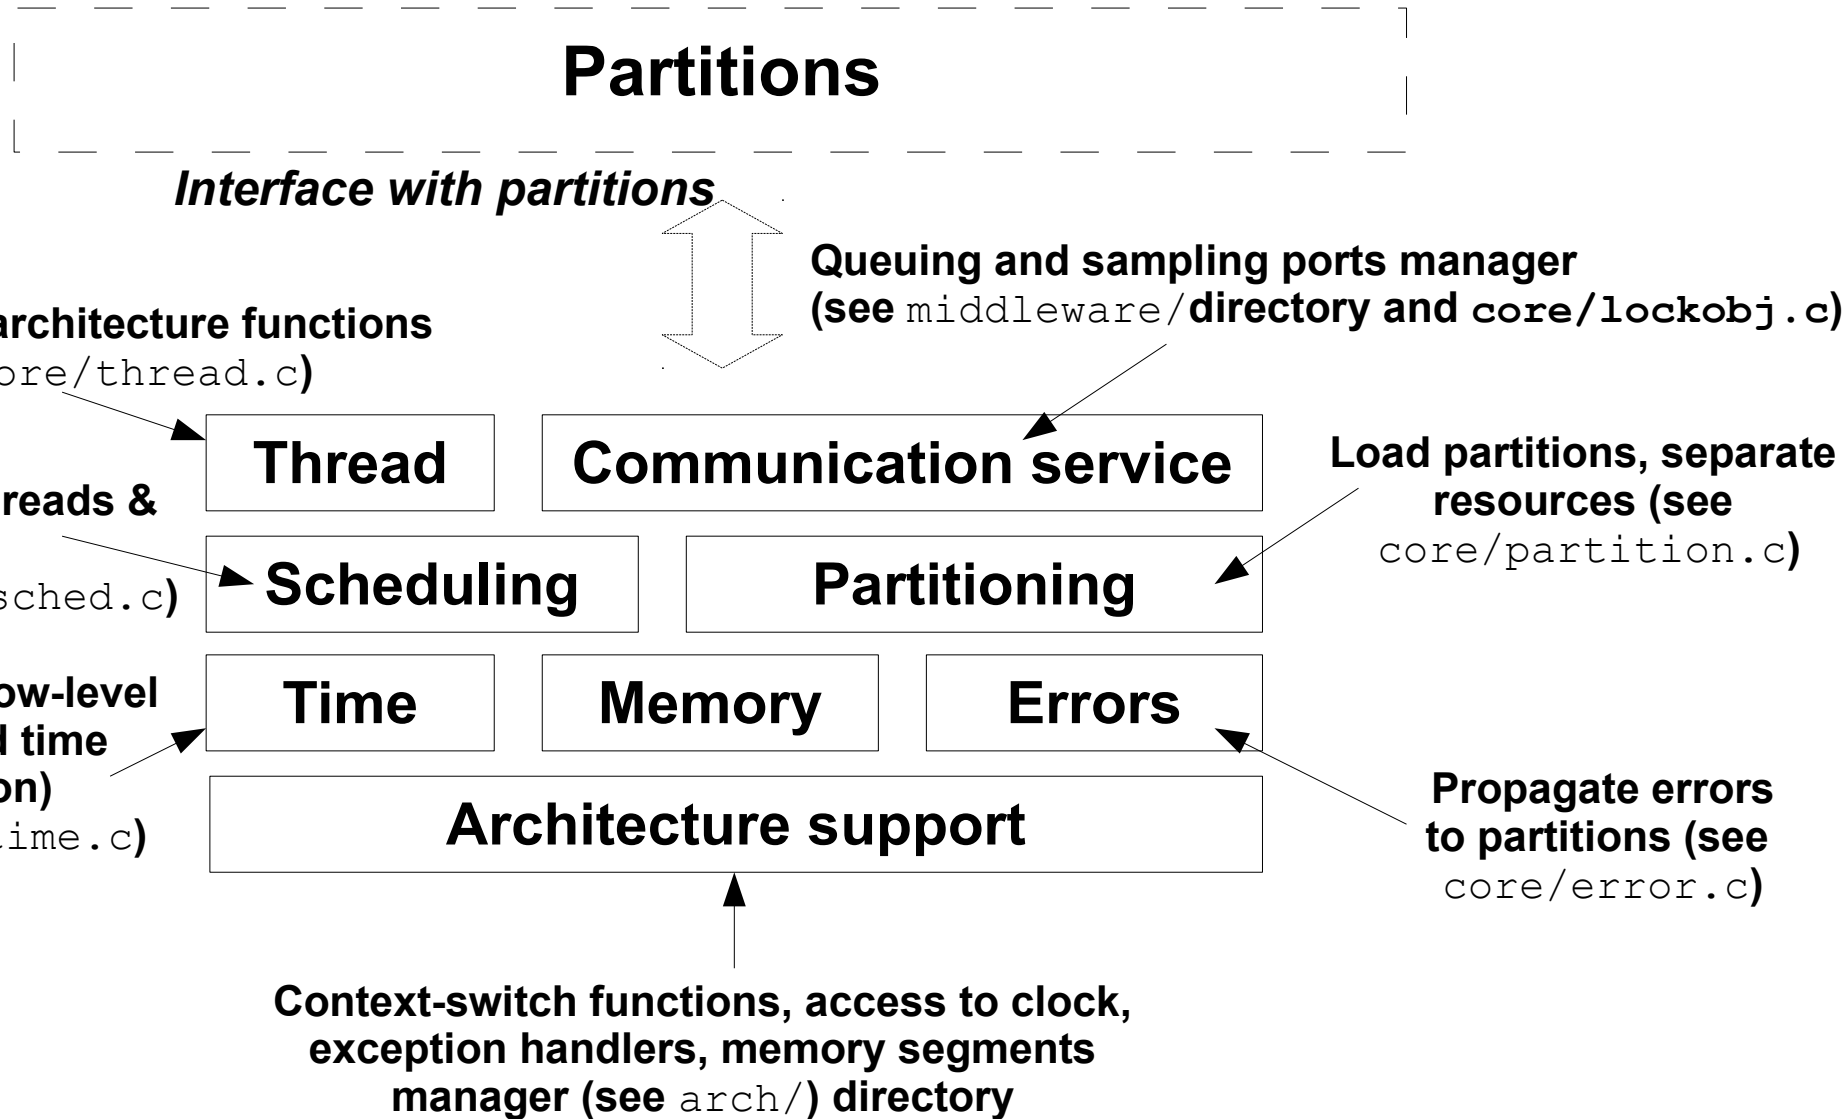 Partitions
Interface with partitions
Queuing and sampling ports manager
(see middleware/directory and core/lockobj.c)
architecture functions
ore/thread.c)
Thread
Communication service
Load partitions, separate
resources (see
core/partition.c)
reads &
sched.c)
Scheduling
Partitioning
ow-level
time
on)
ime.c)
Time
Memory
Errors
Propagate errors
to partitions (see
core/error.c)
Architecture support
Context-switch functions, access to clock,
exception handlers, memory segments
manager (see arch/) directory